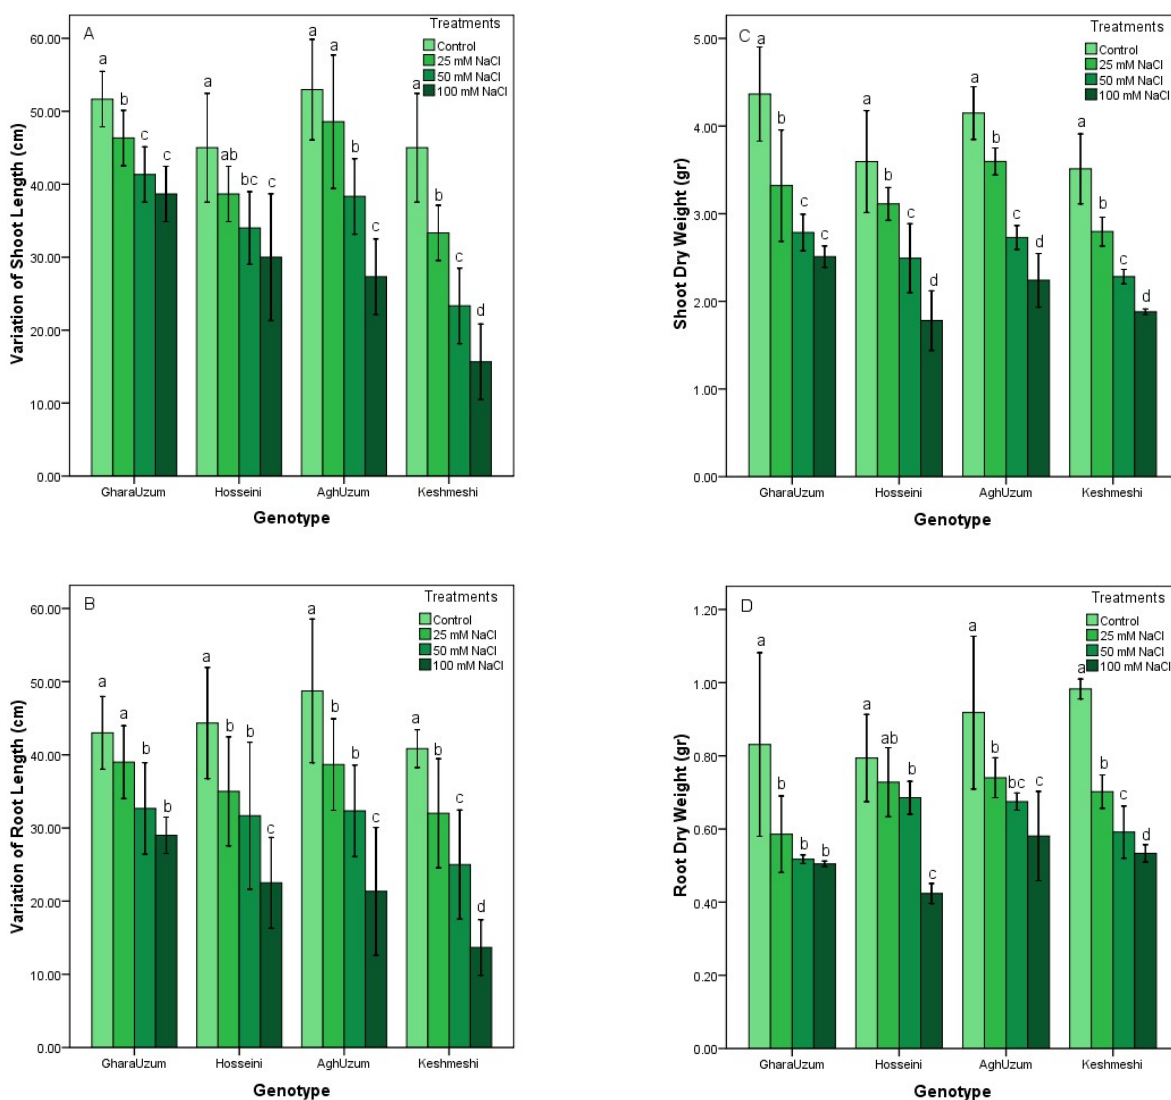 A
Treatments
Control
25 mM NaCl
50 mM NaCl
100 mM NaCl
60.00
50.00
40.00
30.00
20.00
10.00
0.00
Variation of Shoot Length (cm)
a b c c
a ab bc c
a a b c
a b c d
GharaUzum Hosseini AghUzum Keshmeshi
Genotype
C
Treatments
Control
25 mM NaCl
50 mM NaCl
100 mM NaCl
5.00
4.00
3.00
2.00
1.00
0.00
Shoot Dry Weight (gr)
a b c c
a b c d
a b c d
a b c d
GharaUzum Hosseini AghUzum Keshmeshi
Genotype
B
Treatments
Control
25 mM NaCl
50 mM NaCl
100 mM NaCl
60.00
50.00
40.00
30.00
20.00
10.00
0.00
Variation of Root Length (cm)
a a b b
a b b c
a b b c
a b c d
GharaUzum Hosseini AghUzum Keshmeshi
Genotype
D
Treatments
Control
25 mM NaCl
50 mM NaCl
100 mM NaCl
1.20
1.00
0.80
0.60
0.40
0.20
0.00
Root Dry Weight (gr)
a b b b
a ab b c
a b bc c
a b c d
GharaUzum Hosseini AghUzum Keshmeshi
Genotype